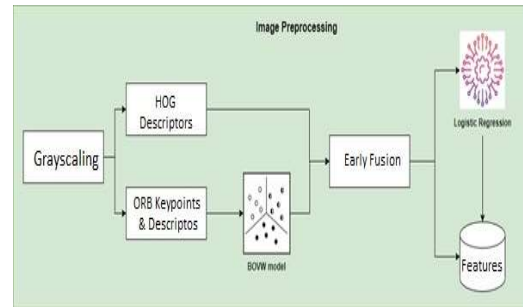 Image Preprocessing
HOG
Descriptors
Grayscaling
Early Fusion
Logistic Regression
ORB Keypoints
& Descriptos
BOVW model
Features